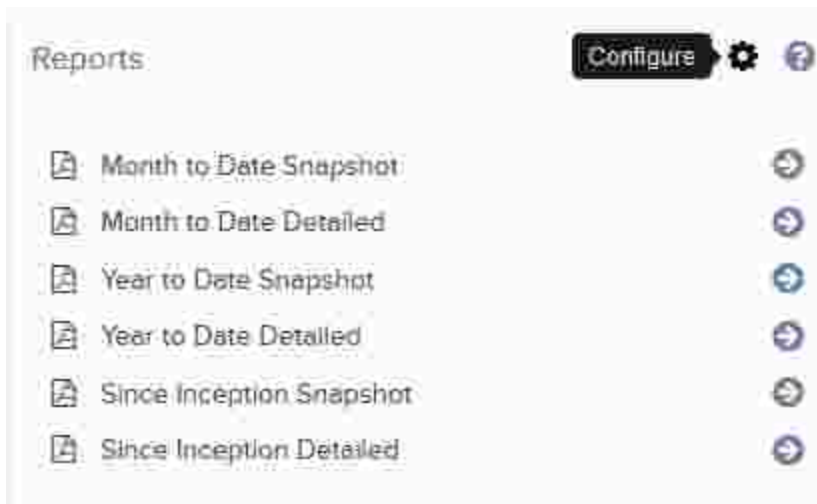 Reports
Configure
?
Month to Date Snapshot
Month to Date Detailed
Year to Date Snapshot
Year to Date Detailed
Since Inception Snapshot
Since Inception Detailed